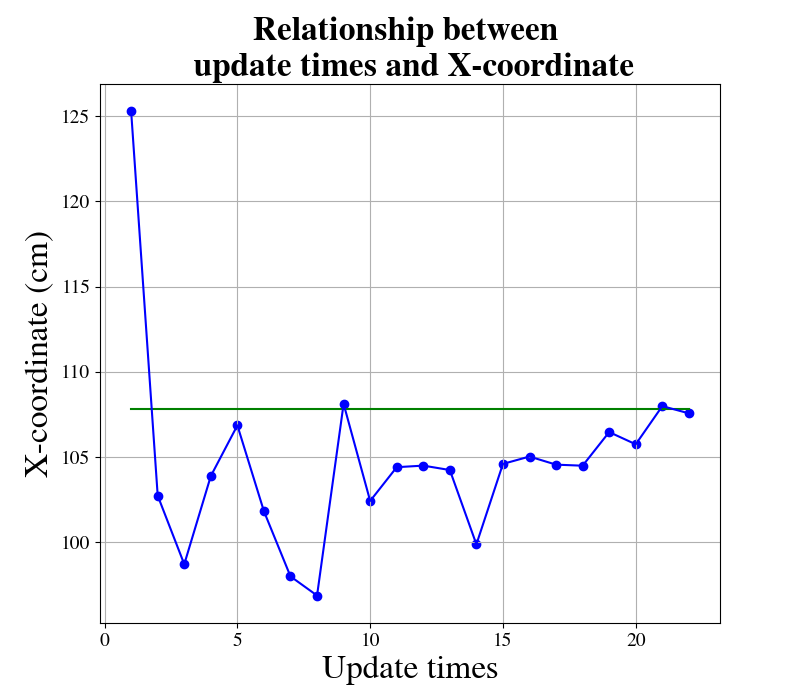 Relationship between
update times and X-coordinate
X-coordinate (cm)
125
120
115
110
105
100
0 5 10 15 20
Update times